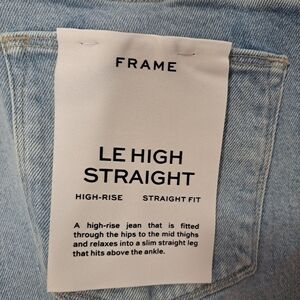 FRAME
LE HIGH
STRAIGHT
HIGH-RISE STRAIGHT FIT
A high-rise jean that is fitted
through the hips to the mid thighs
and relaxes into a slim straight leg
that hits above the ankle.